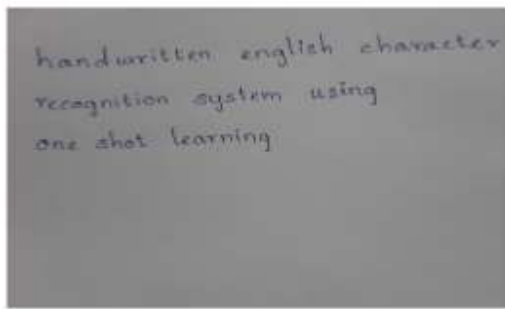 handwritten english character
recognition system using
one shot learning